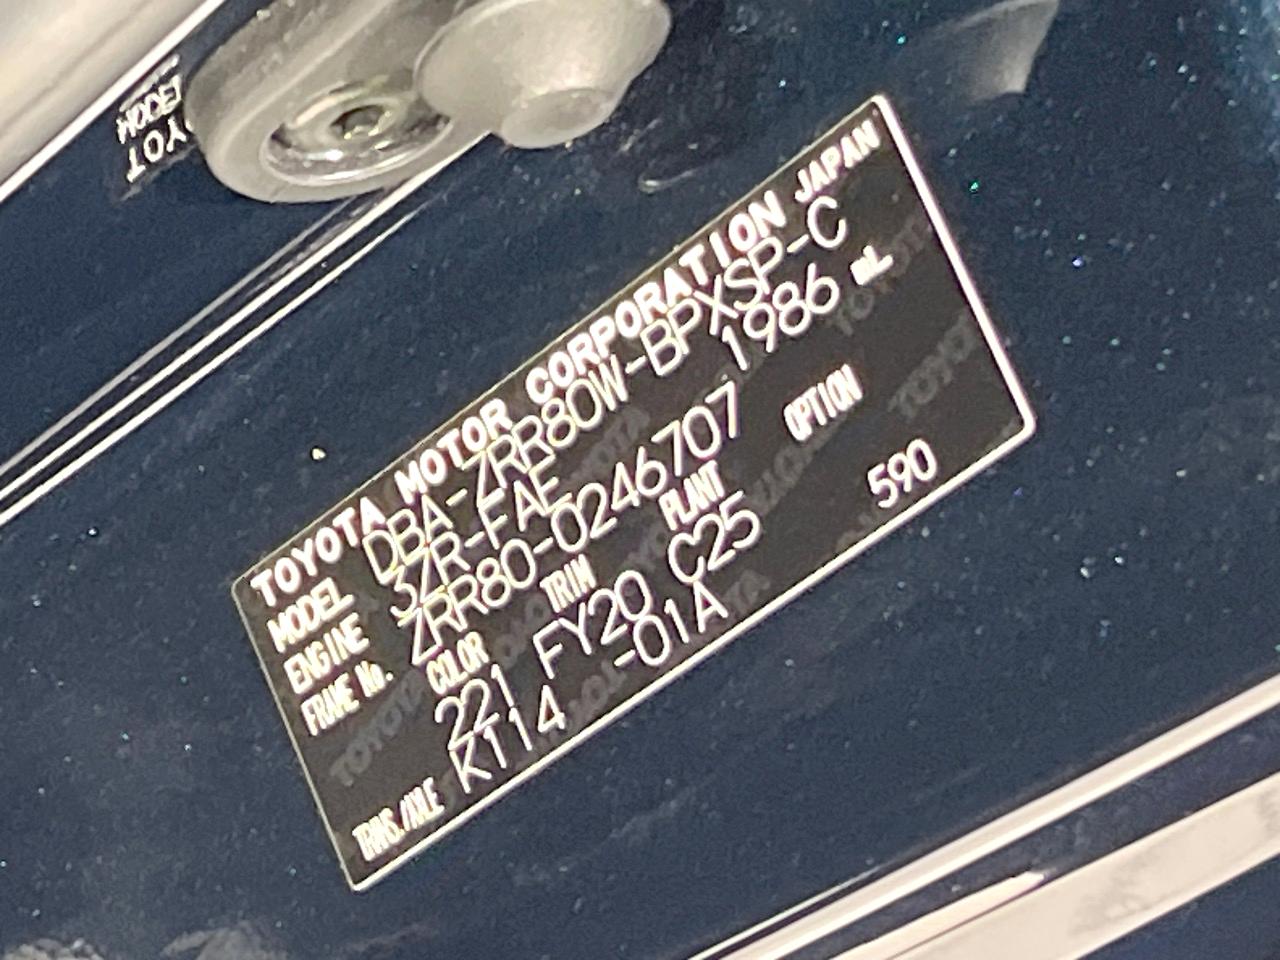 TOYOTA MOTOR CORPORATION JAPAN
MODEL DBA-ZRR80W-BPXSP-C
ENGINE 3ZR-FAE 1986 mL
FRAME No. ZRR80-0246707
COLOR TRIM PLANT OPTION
221 FY20 C25 590
TRANS./AXLE K114 -01A